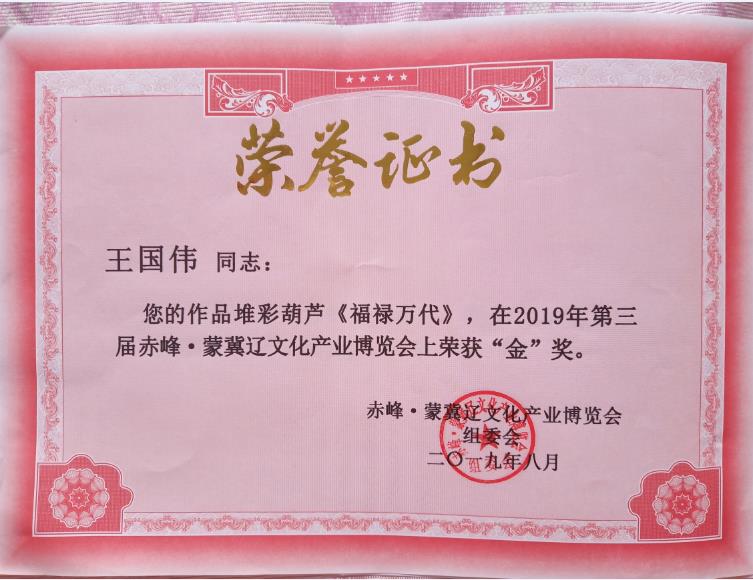 荣誉证书
王国伟 同志：
您的作品堆彩葫芦《福禄万代》，在2019年第三
届赤峰·蒙冀辽文化产业博览会上荣获“金”奖。
赤峰·蒙冀辽文化产业博览会
组委会
二〇一九年八月